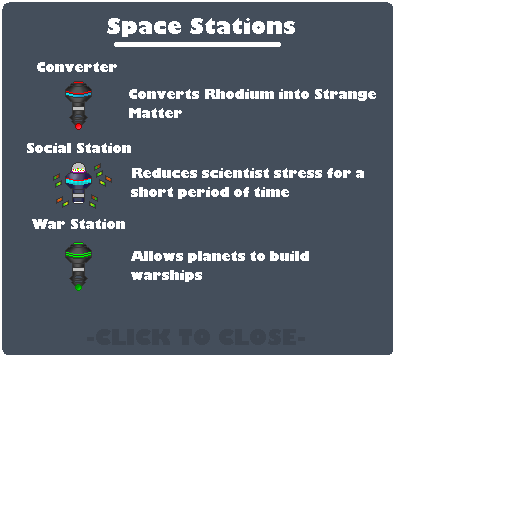 Space Stations
Converter
Converts Rhodium into Strange
Matter
Social Station
Reduces scientist stress for a
short period of time
War Station
Allows planets to build
warships
-CLICK TO CLOSE-